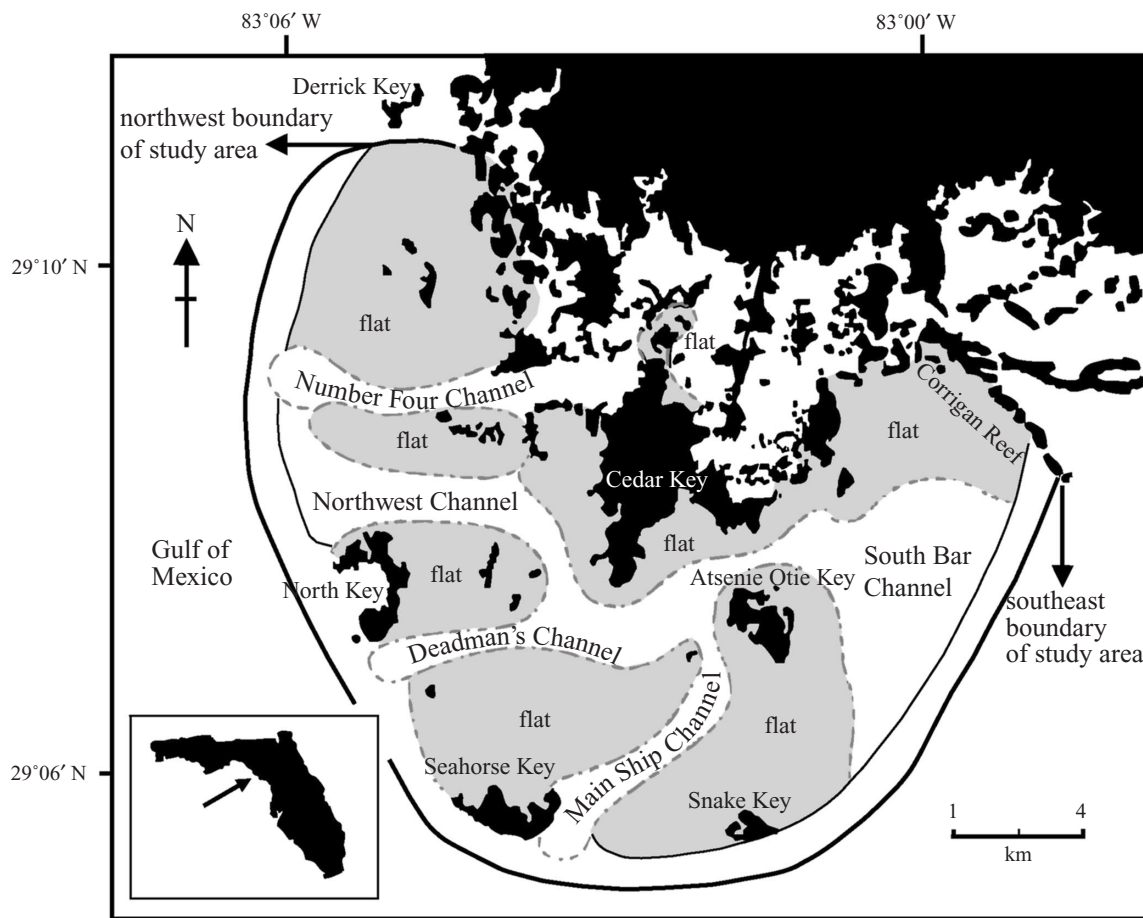 83°06′ W
83°00′ W
Derrick Key
northwest boundary
of study area
N
29°10′ N
flat
flat
Number Four Channel
Corrigan Reef
flat
flat
Cedar Key
Northwest Channel
flat
Gulf of
Mexico
flat
South Bar
Channel
North Key
Atsenie Otie Key
southeast
boundary
of study area
Deadman's Channel
flat
flat
Main Ship Channel
29°06′ N
Seahorse Key
Snake Key
1 4
km